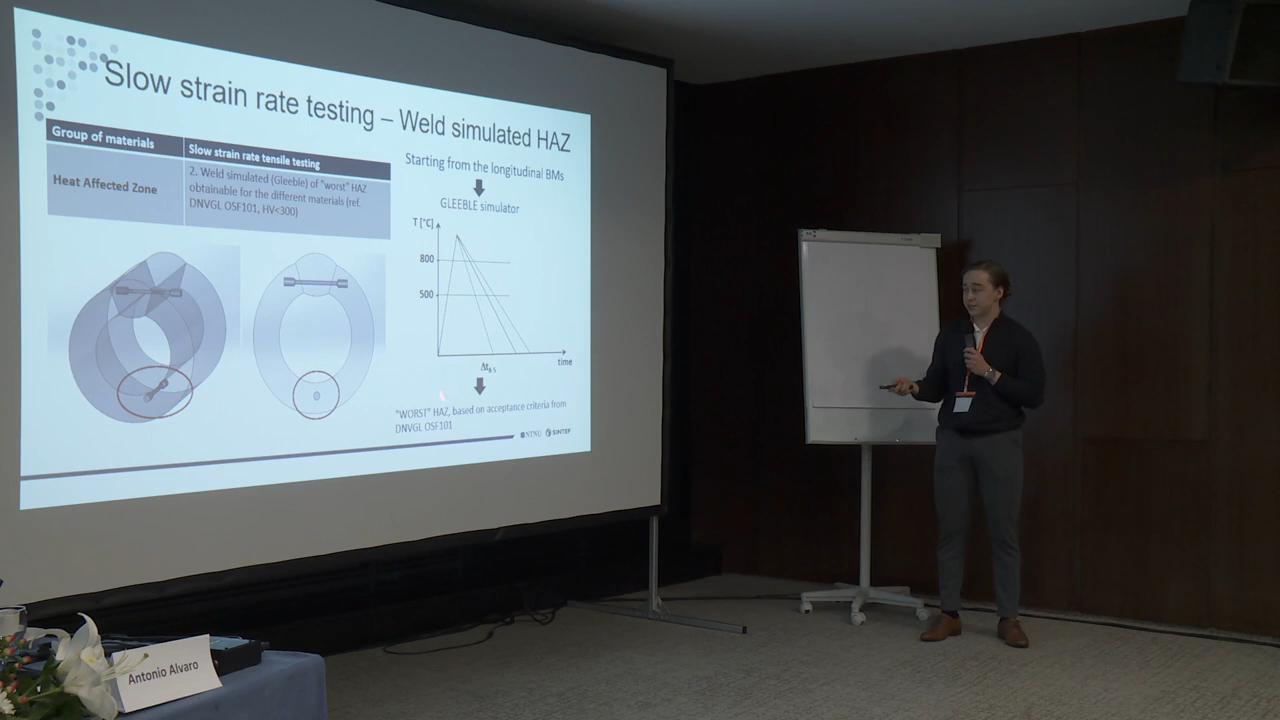 Slow strain rate testing – Weld simulated HAZ
Group of materials
Slow strain rate tensile testing
Heat Affected Zone
2. Weld simulated (Gleeble) of "worst" HAZ
obtainable for the different materials (ref.
DNVGL OSF101, HV<300)
Starting from the longitudinal BMs
GLEEBLE simulator
T [°C]
800
500
time
Δt8-5
"WORST" HAZ, based on acceptance criteria from
DNVGL OSF101
NTNU
SINTEF
Antonio Alvaro